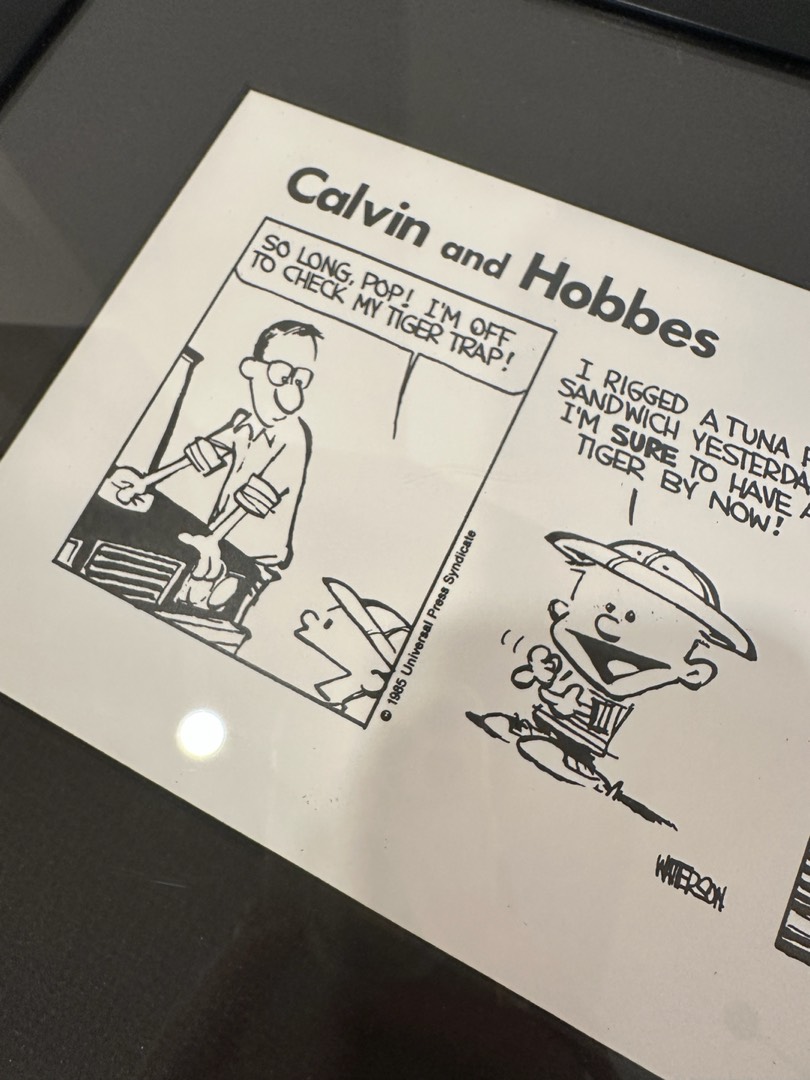 Calvin and Hobbes
SO LONG, POP! I'M OFF
TO CHECK MY TIGER TRAP!
© 1985 Universal Press Syndicate
I RIGGED A TUNA
SANDWICH
I'M SURE TO HAVE A
TIGER BY NOW!
WATTERSON